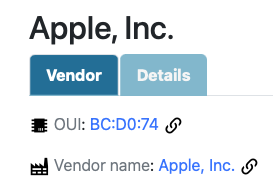 Apple, Inc.
Vendor Details
OUI: BC:D0:74
Vendor name: Apple, Inc.